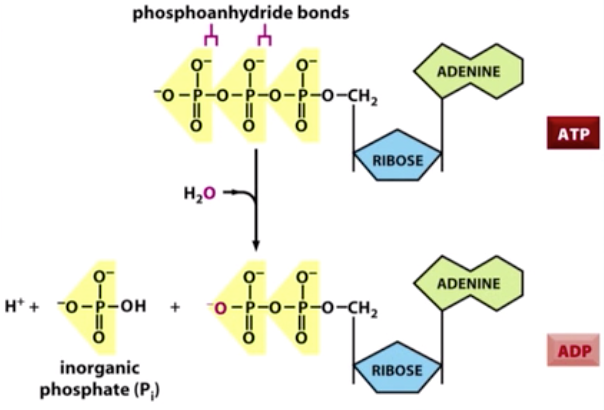 phosphoanhydride bonds
O⁻ O⁻ O⁻
⁻O–P–O–P–O–P–O–CH₂
O O O
ADENINE
RIBOSE
ATP
H₂O
O⁻
H⁺ + ⁻O–P–OH
O
+
O⁻ O⁻
⁻O–P–O–P–O–CH₂
O O
ADENINE
RIBOSE
ADP
inorganic
phosphate (Pᵢ)